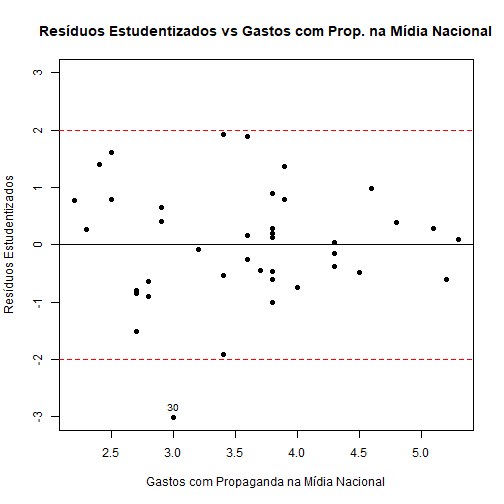 Resíduos Estudentizados vs Gastos com Prop. na Mídia Nacional
3
2
1
0
-1
-2
-3
Resíduos Estudentizados
30
2.5 3.0 3.5 4.0 4.5 5.0
Gastos com Propaganda na Mídia Nacional